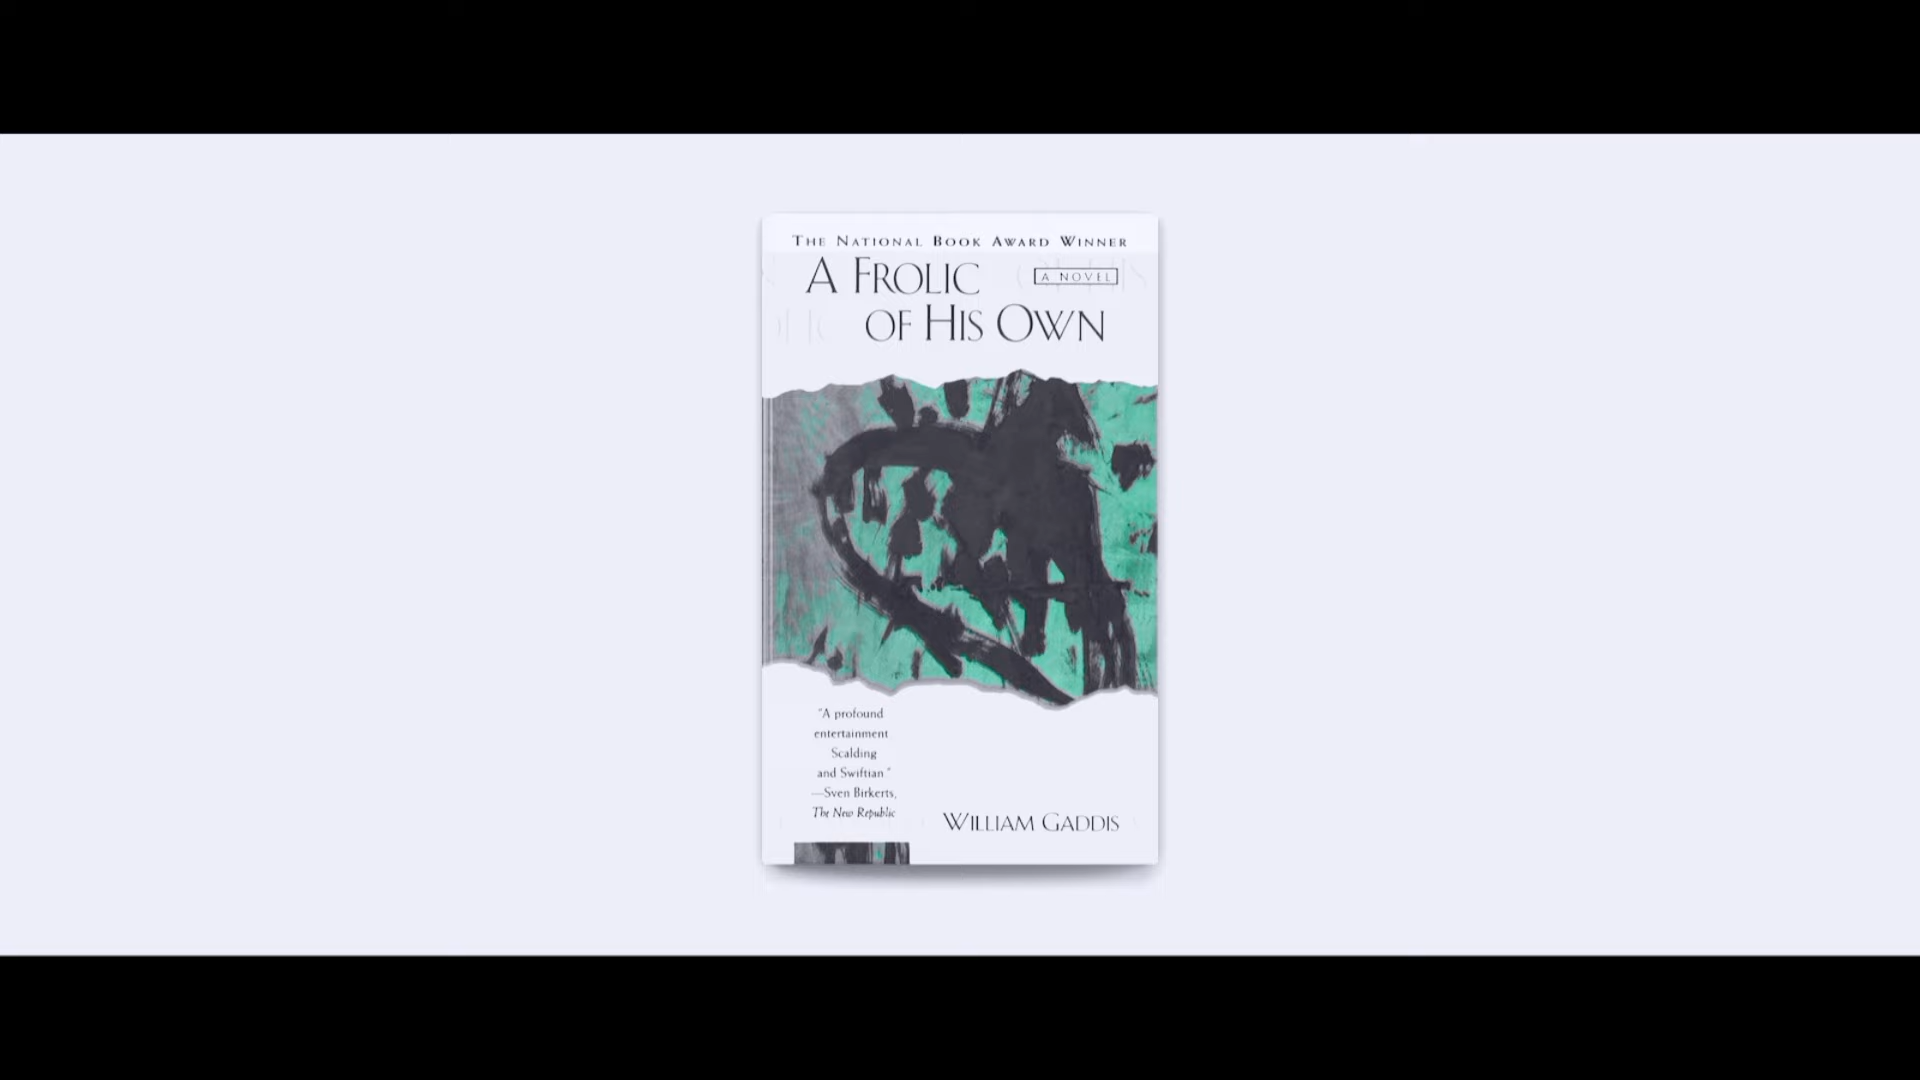 THE NATIONAL BOOK AWARD WINNER
A FROLIC
A NOVEL
OF HIS OWN
"A profound
entertainment
Scalding
and Swiftian"
—Sven Birkerts,
The New Republic
WILLIAM GADDIS